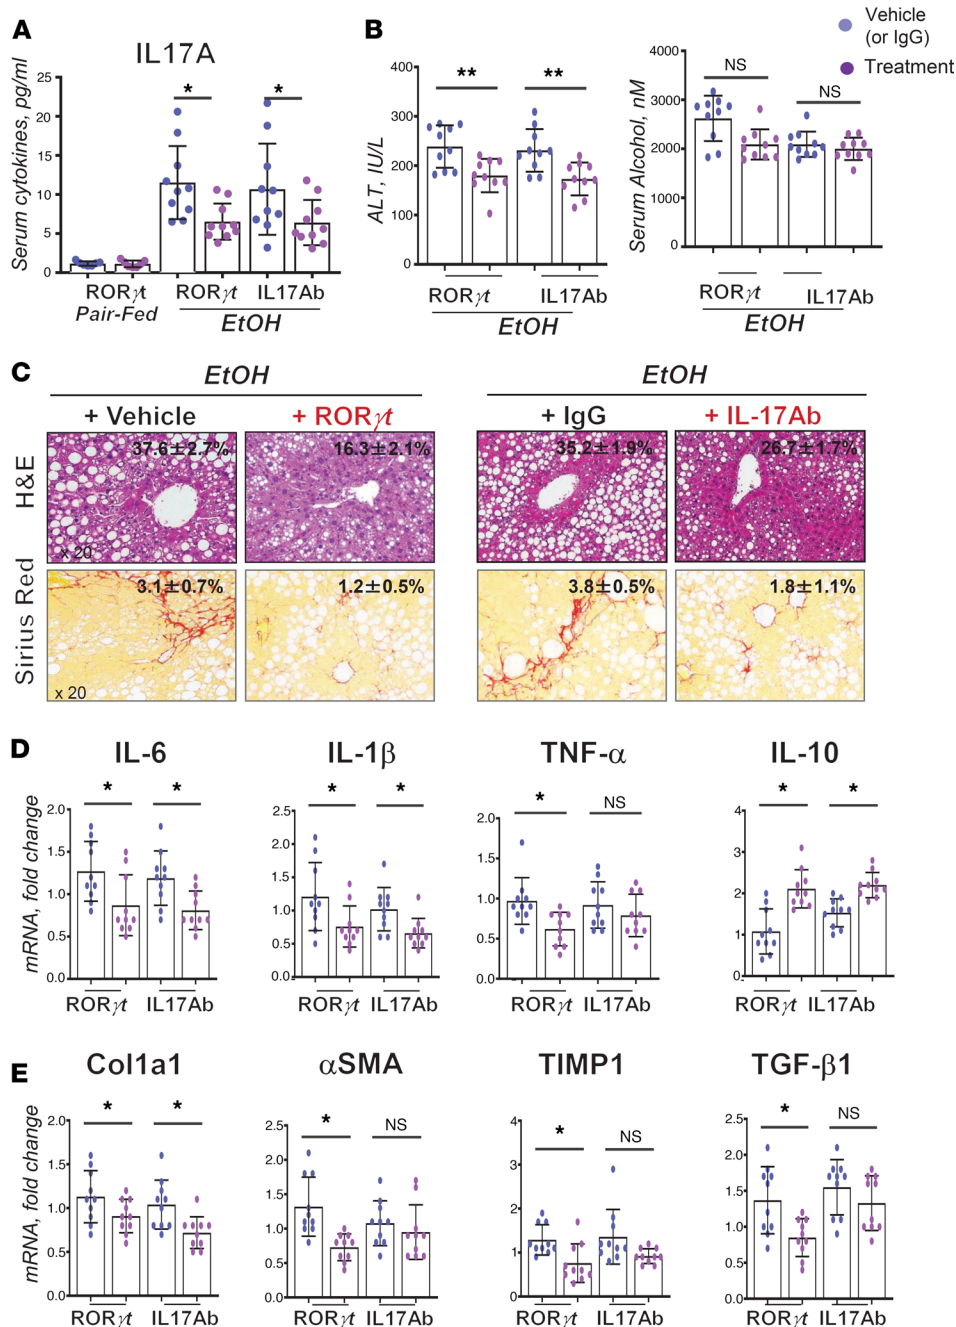 A
IL17A
Serum cytokines, pg/ml
25
20
15
10
5
0
*
*
RORγt
RORγt
IL17Ab
Pair-Fed
EtOH
B
ALT, IU/L
400
300
200
100
0
**
**
RORγt
IL17Ab
EtOH
Serum Alcohol, nM
4000
3000
2000
1000
0
NS
NS
RORγt
IL17Ab
EtOH
Vehicle
(or IgG)
Treatment
C
EtOH
EtOH
+ Vehicle
+ RORγt
+ IgG
+ IL-17Ab
H&E
37.6±2.7%
16.3±2.1%
35.2±1.9%
26.7±1.7%
x 20
Sirius Red
3.1±0.7%
1.2±0.5%
3.8±0.5%
1.8±1.1%
x 20
D
IL-6
IL-1β
TNF-α
IL-10
mRNA, fold change
2.0
1.5
1.0
0.5
0.0
*
*
RORγt
IL17Ab
2.5
2.0
1.5
1.0
0.5
0.0
*
*
RORγt
IL17Ab
2.0
1.5
1.0
0.5
0.0
*
NS
RORγt
IL17Ab
4
3
2
1
0
*
*
RORγt
IL17Ab
E
Col1a1
αSMA
TIMP1
TGF-β1
mRNA, fold change
2.0
1.5
1.0
0.5
0.0
*
*
RORγt
IL17Ab
2.5
2.0
1.5
1.0
0.5
0.0
*
NS
RORγt
IL17Ab
4
3
2
1
0
*
NS
RORγt
IL17Ab
2.5
2.0
1.5
1.0
0.5
0.0
*
NS
RORγt
IL17Ab